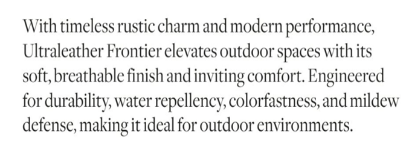 With timeless rustic charm and modern performance,
Ultraleather Frontier elevates outdoor spaces with its
soft, breathable finish and inviting comfort. Engineered
for durability, water repellency, colorfastness, and mildew
defense, making it ideal for outdoor environments.